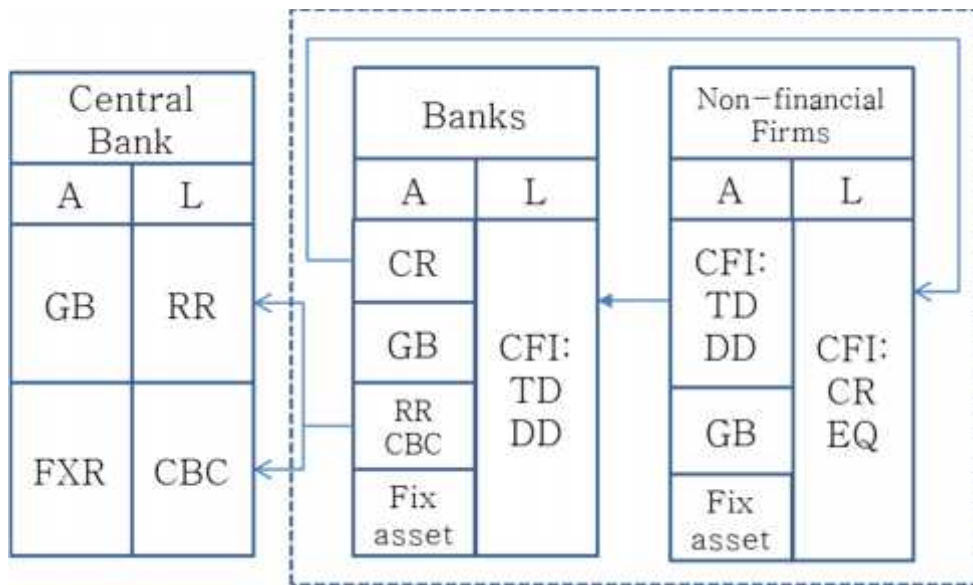 Central
Bank
A
L
GB
RR
FXR
CBC
Banks
A
L
CR
GB
RR
CBC
Fix
asset
CFI:
TD
DD
Non-financial
Firms
A
L
CFI:
TD
DD
GB
Fix
asset
CFI:
CR
EQ